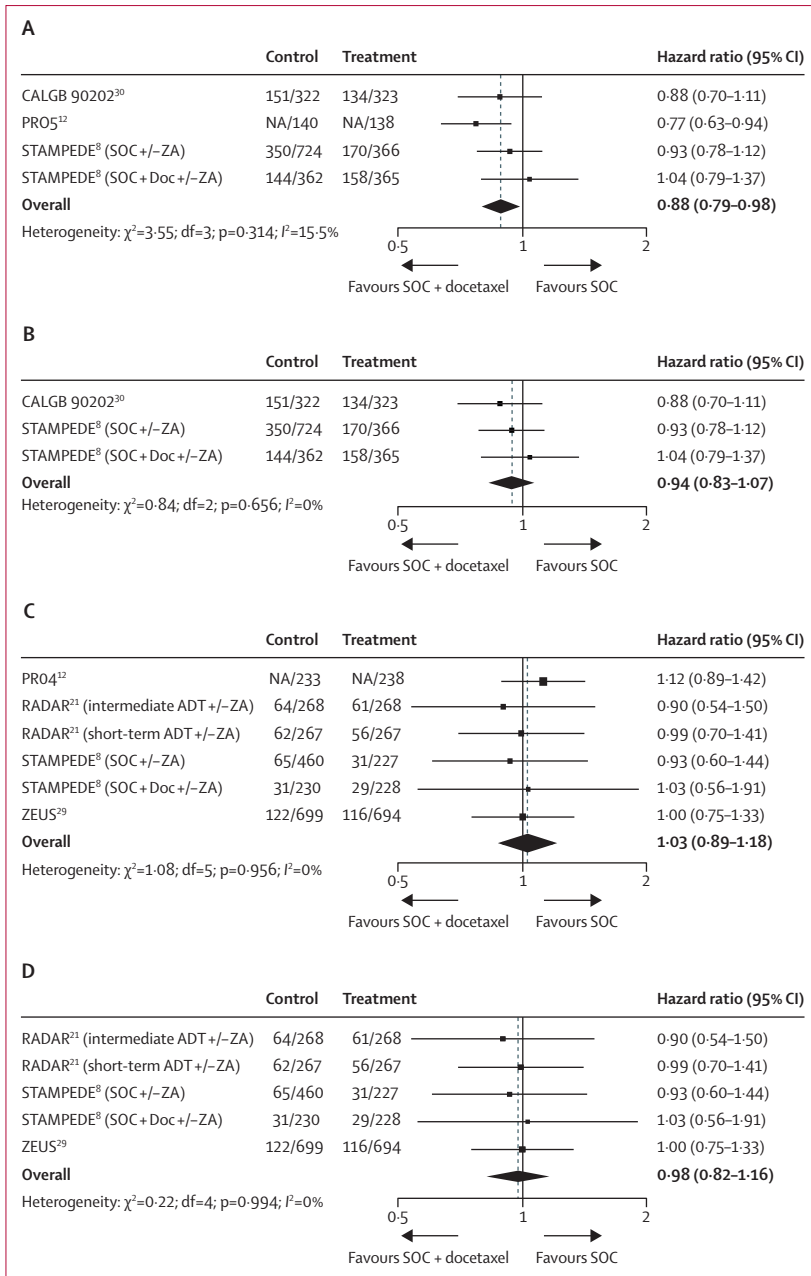 A
Control Treatment Hazard ratio (95% CI)
CALGB 90202³⁰ 151/322 134/323 0·88 (0·70–1·11)
PR05¹² NA/140 NA/138 0·77 (0·63–0·94)
STAMPEDE⁸ (SOC +/–ZA) 350/724 170/366 0·93 (0·78–1·12)
STAMPEDE⁸ (SOC + Doc +/–ZA) 144/362 158/365 1·04 (0·79–1·37)
Overall 0·88 (0·79–0·98)
Heterogeneity: χ²=3·55; df=3; p=0·314; I²=15·5%
0·5 1 2
Favours SOC + docetaxel Favours SOC
B
Control Treatment Hazard ratio (95% CI)
CALGB 90202³⁰ 151/322 134/323 0·88 (0·70–1·11)
STAMPEDE⁸ (SOC +/–ZA) 350/724 170/366 0·93 (0·78–1·12)
STAMPEDE⁸ (SOC + Doc +/–ZA) 144/362 158/365 1·04 (0·79–1·37)
Overall 0·94 (0·83–1·07)
Heterogeneity: χ²=0·84; df=2; p=0·656; I²=0%
0·5 1 2
Favours SOC + docetaxel Favours SOC
C
Control Treatment Hazard ratio (95% CI)
PR04¹² NA/233 NA/238 1·12 (0·89–1·42)
RADAR²¹ (intermediate ADT +/–ZA) 64/268 61/268 0·90 (0·54–1·50)
RADAR²¹ (short-term ADT +/–ZA) 62/267 56/267 0·99 (0·70–1·41)
STAMPEDE⁸ (SOC +/–ZA) 65/460 31/227 0·93 (0·60–1·44)
STAMPEDE⁸ (SOC + Doc +/–ZA) 31/230 29/228 1·03 (0·56–1·91)
ZEUS²⁹ 122/699 116/694 1·00 (0·75–1·33)
Overall 1·03 (0·89–1·18)
Heterogeneity: χ²=1·08; df=5; p=0·956; I²=0%
0·5 1 2
Favours SOC + docetaxel Favours SOC
D
Control Treatment Hazard ratio (95% CI)
RADAR²¹ (intermediate ADT +/–ZA) 64/268 61/268 0·90 (0·54–1·50)
RADAR²¹ (short-term ADT +/–ZA) 62/267 56/267 0·99 (0·70–1·41)
STAMPEDE⁸ (SOC +/–ZA) 65/460 31/227 0·93 (0·60–1·44)
STAMPEDE⁸ (SOC + Doc +/–ZA) 31/230 29/228 1·03 (0·56–1·91)
ZEUS²⁹ 122/699 116/694 1·00 (0·75–1·33)
Overall 0·98 (0·82–1·16)
Heterogeneity: χ²=0·22; df=4; p=0·994; I²=0%
0·5 1 2
Favours SOC + docetaxel Favours SOC